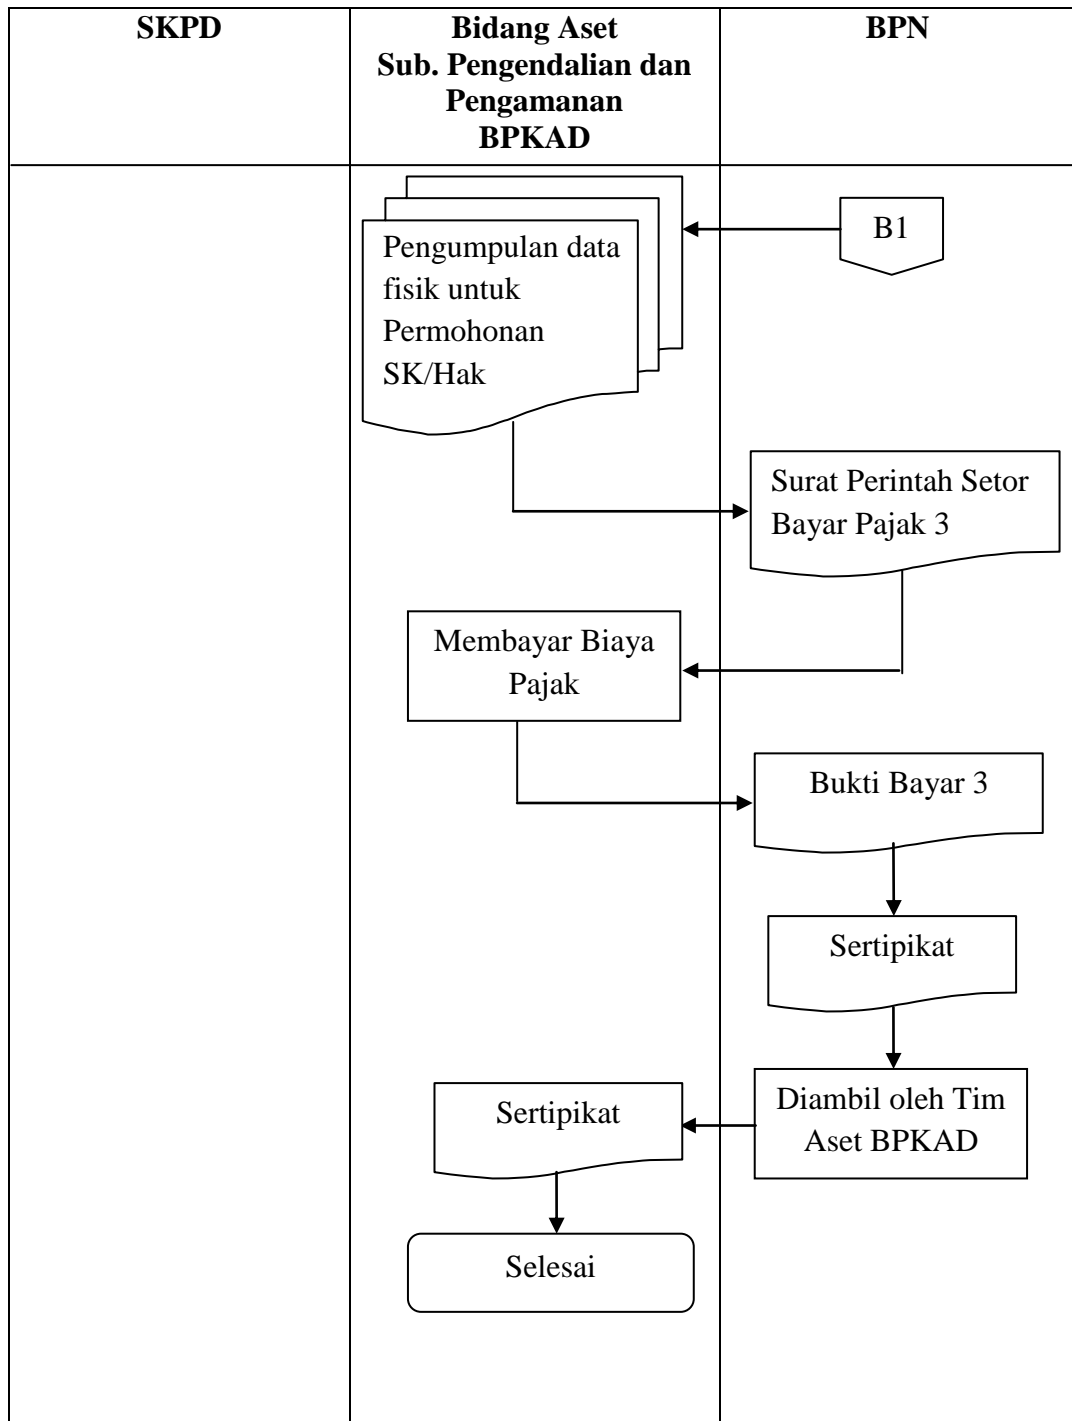 SKPD
Bidang Aset
Sub. Pengendalian dan
Pengamanan
BPKAD
BPN
B1
Pengumpulan data
fisik untuk
Permohonan
SK/Hak
Surat Perintah Setor
Bayar Pajak 3
Membayar Biaya
Pajak
Bukti Bayar 3
Sertipikat
Diambil oleh Tim
Aset BPKAD
Sertipikat
Selesai